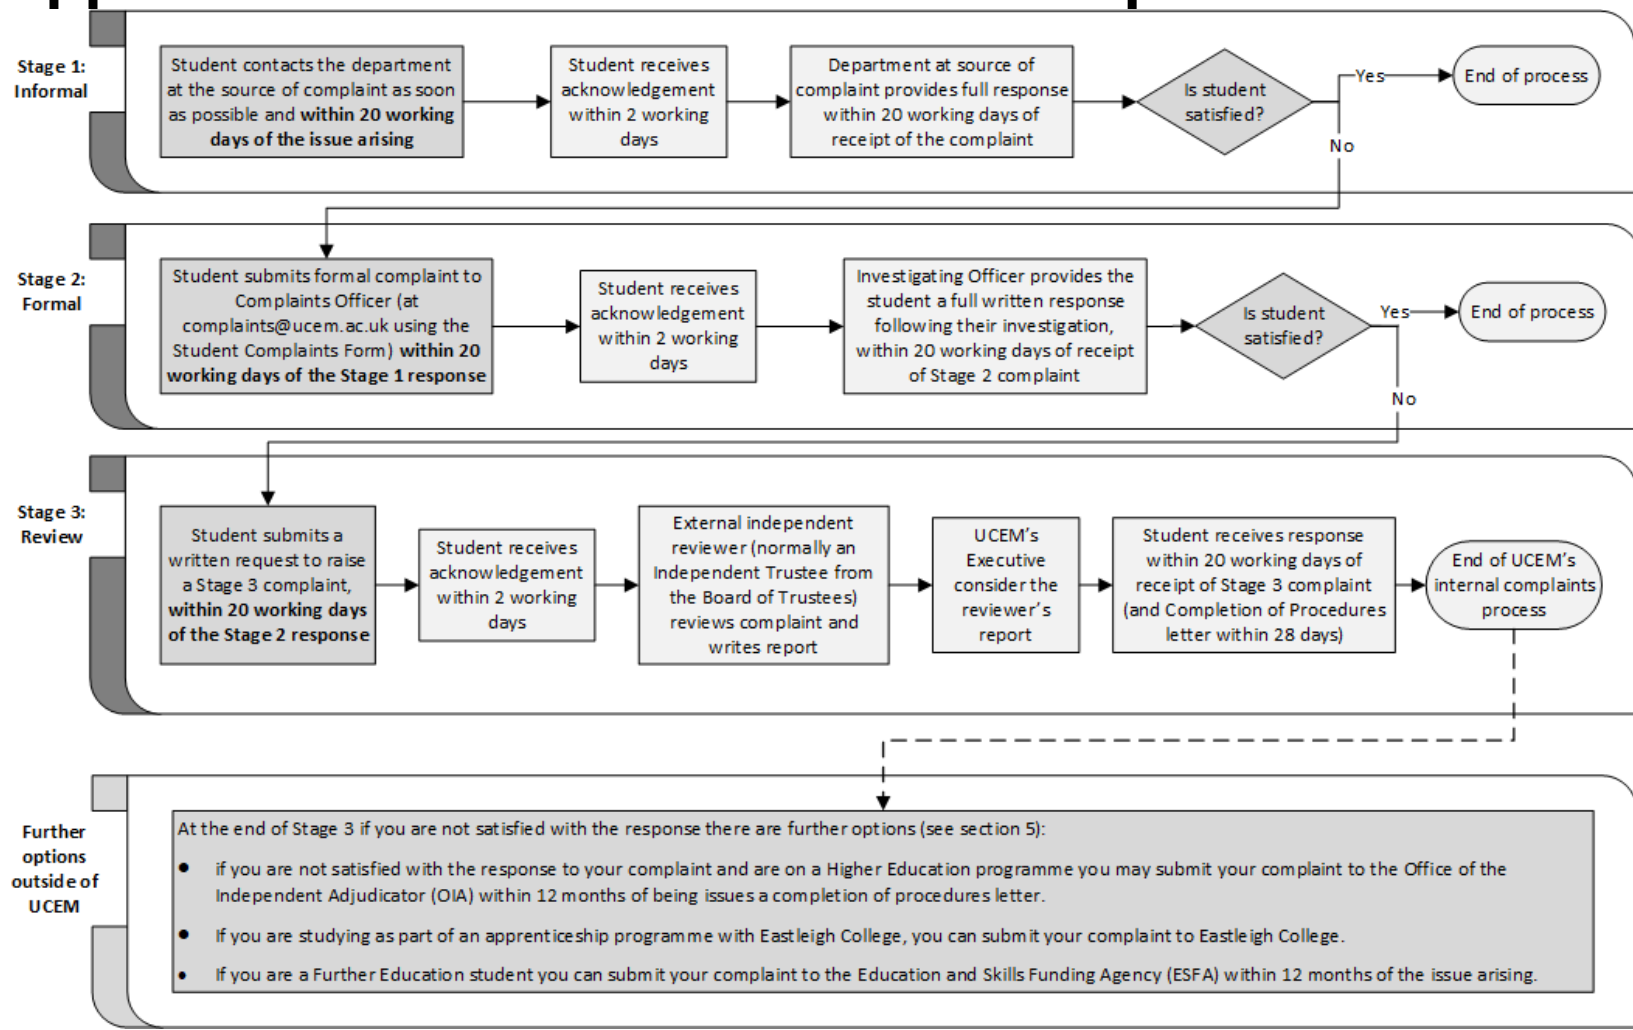 Stage 1:
Informal
Student contacts the department
at the source of complaint as soon
as possible and within 20 working
days of the issue arising
Student receives
acknowledgement
within 2 working
days
Department at source of
complaint provides full response
within 20 working days of
receipt of the complaint
Is student
satisfied?
Yes
End of process
No
Stage 2:
Formal
Student submits formal complaint to
Complaints Officer (at
complaints@ucem.ac.uk using the
Student Complaints Form) within 20
working days of the Stage 1 response
Student receives
acknowledgement
within 2 working
days
Investigating Officer provides the
student a full written response
following their investigation,
within 20 working days of receipt
of Stage 2 complaint
Is student
satisfied?
Yes
End of process
No
Stage 3:
Review
Student submits a
written request to raise
a Stage 3 complaint,
within 20 working days
of the Stage 2 response
Student receives
acknowledgement
within 2 working
days
External independent
reviewer (normally an
Independent Trustee from
the Board of Trustees)
reviews complaint and
writes report
UCEM's
Executive
consider the
reviewer's
report
Student receives response
within 20 working days of
receipt of Stage 3 complaint
(and Completion of Procedures
letter within 28 days)
End of UCEM's
internal complaints
process
Further
options
outside of
UCEM
At the end of Stage 3 if you are not satisfied with the response there are further options (see section 5):
• if you are not satisfied with the response to your complaint and are on a Higher Education programme you may submit your complaint to the Office of the
Independent Adjudicator (OIA) within 12 months of being issues a completion of procedures letter.
• If you are studying as part of an apprenticeship programme with Eastleigh College, you can submit your complaint to Eastleigh College.
• If you are a Further Education student you can submit your complaint to the Education and Skills Funding Agency (ESFA) within 12 months of the issue arising.